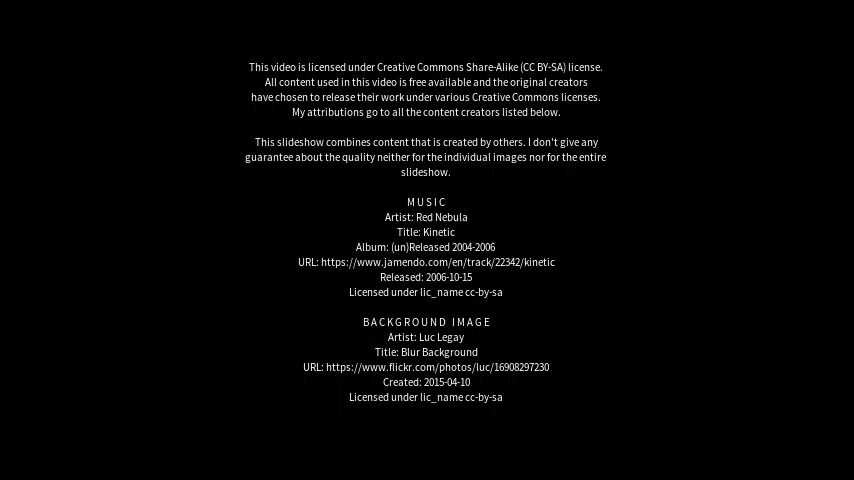 This video is licensed under Creative Commons Share-Alike (CC BY-SA) license.
All content used in this video is free available and the original creators
have chosen to release their work under various Creative Commons licenses.
My attributions go to all the content creators listed below.
This slideshow combines content that is created by others. I don't give any
guarantee about the quality neither for the individual images nor for the entire
slideshow.
MUSIC
Artist: Red Nebula
Title: Kinetic
Album: (un)Released 2004-2006
URL: https://www.jamendo.com/en/track/22342/kinetic
Released: 2006-10-15
Licensed under lic_name cc-by-sa
BACKGROUND IMAGE
Artist: Luc Legay
Title: Blur Background
URL: https://www.flickr.com/photos/luc/16908297230
Created: 2015-04-10
Licensed under lic_name cc-by-sa